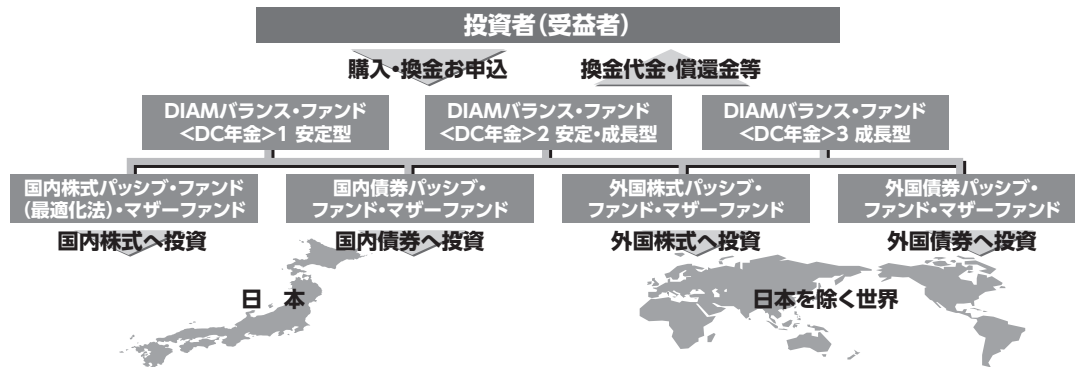 投資者(受益者)
購入・換金お申込
換金代金・償還金等
DIAMバランス・ファンド
<DC年金>1 安定型
DIAMバランス・ファンド
<DC年金>2 安定・成長型
DIAMバランス・ファンド
<DC年金>3 成長型
国内株式パッシブ・ファンド
(最適化法)・マザーファンド
国内債券パッシブ・
ファンド・マザーファンド
外国株式パッシブ・
ファンド・マザーファンド
外国債券パッシブ・
ファンド・マザーファンド
国内株式へ投資
国内債券へ投資
外国株式へ投資
外国債券へ投資
日 本
日本を除く世界